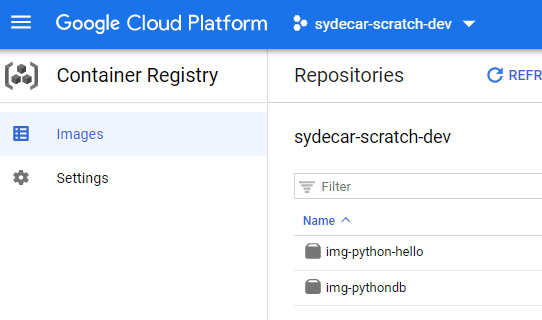 Google Cloud Platform
sydecar-scratch-dev
Container Registry
Images
Settings
Repositories
REFR
sydecar-scratch-dev
Filter
Name
img-python-hello
img-pythondb